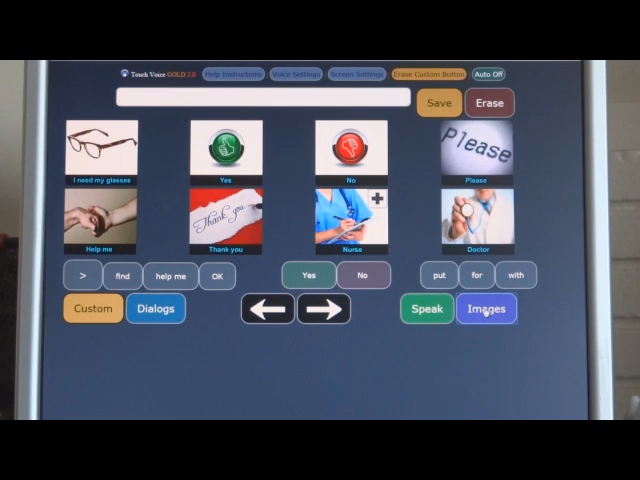 Touch Voice GOLD 2.0 Help Instructions Voice Settings Screen Settings Erase Custom Button Auto Off
Save Erase
I need my glasses Yes No Please
Please
Help me Thank you Nurse Doctor
Thank you
> find help me OK Yes No put for with
Custom Dialogs Speak Images